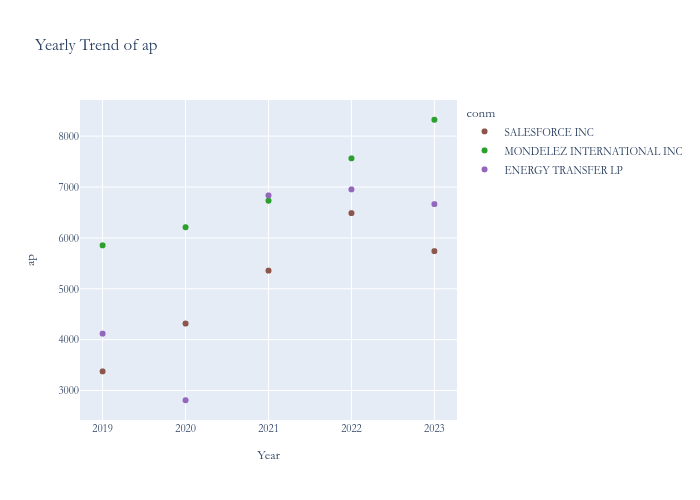 Yearly Trend of ap
conm
SALESFORCE INC
MONDELEZ INTERNATIONAL INC
ENERGY TRANSFER LP
8000
7000
6000
5000
4000
3000
ap
2019 2020 2021 2022 2023
Year